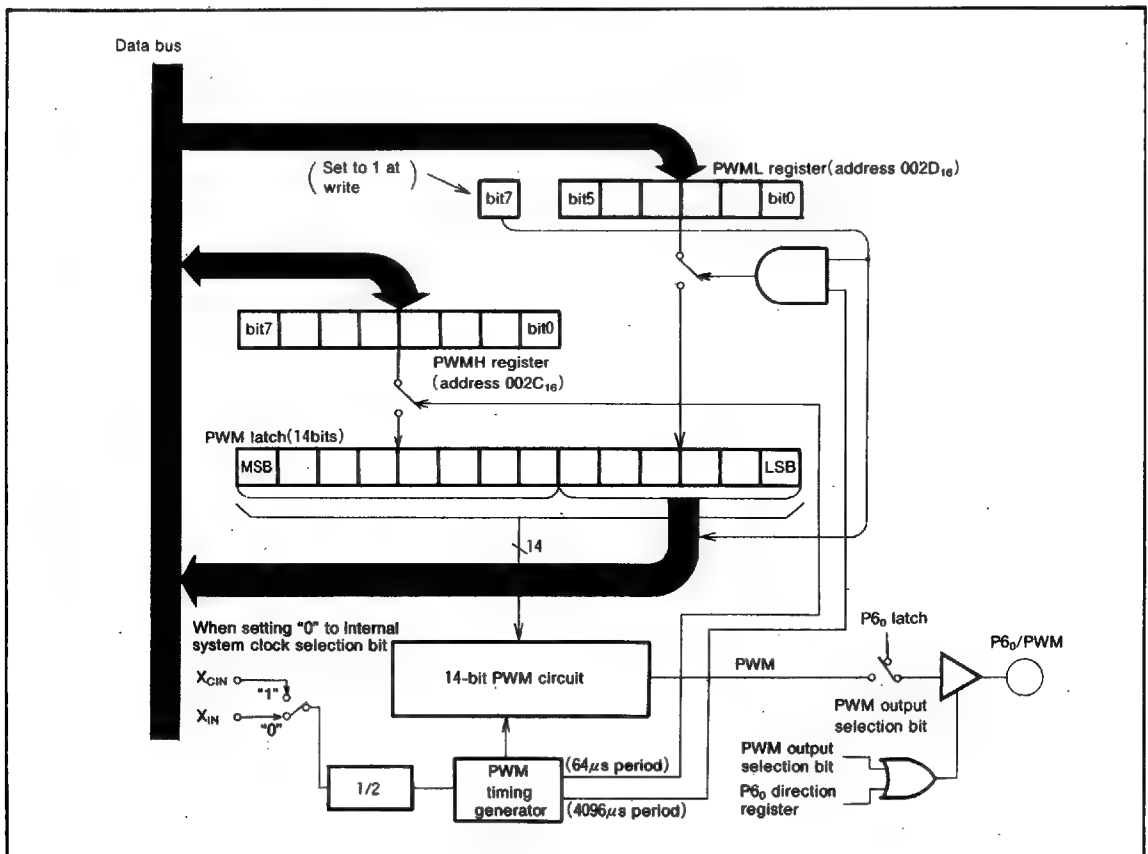 Data bus
( Set to 1 at
write )
PWML register(address 002D₁₆)
bit7
bit5
bit0
bit7
bit0
PWMH register
(address 002C₁₆)
PWM latch(14bits)
MSB
LSB
14
When setting "0" to internal
system clock selection bit
X_CIN
"1"
X_IN
"0"
1/2
14-bit PWM circuit
PWM
timing
generator
(64μs period)
(4096μs period)
PWM
P6₀ latch
P6₀/PWM
PWM output
selection bit
PWM output
selection bit
P6₀ direction
register